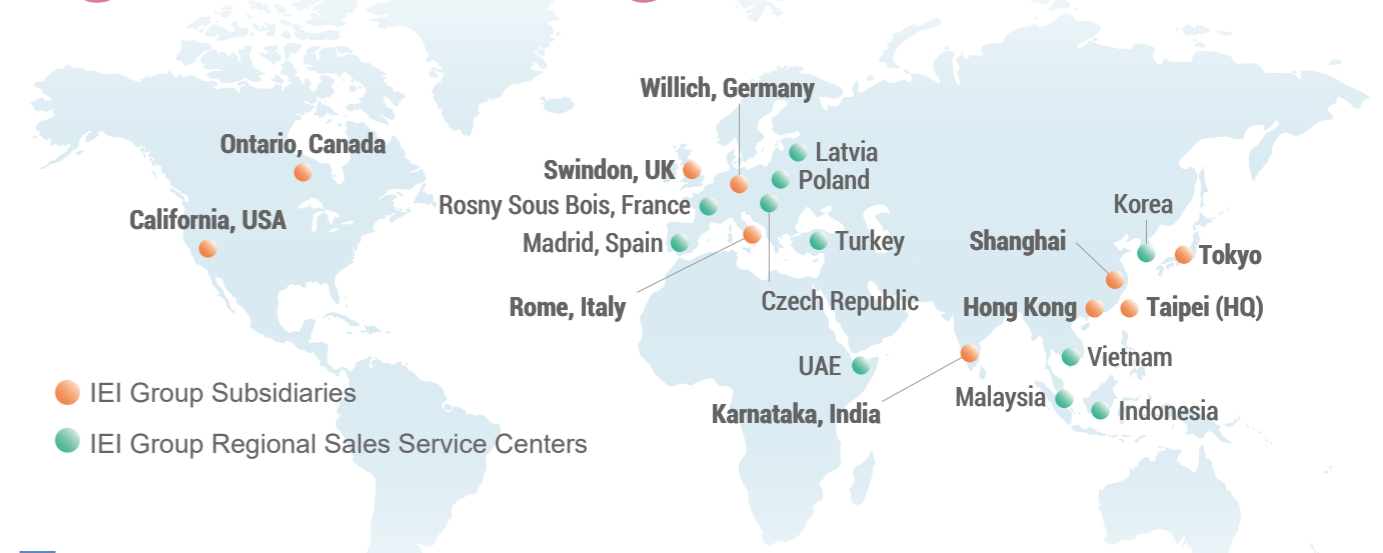 Willich, Germany
Ontario, Canada
Latvia
Swindon, UK
Poland
Rosny Sous Bois, France
Korea
California, USA
Madrid, Spain
Turkey
Shanghai
Tokyo
Rome, Italy
Czech Republic
Hong Kong
Taipei (HQ)
UAE
Vietnam
IEI Group Subsidiaries
Malaysia
Karnataka, India
Indonesia
IEI Group Regional Sales Service Centers